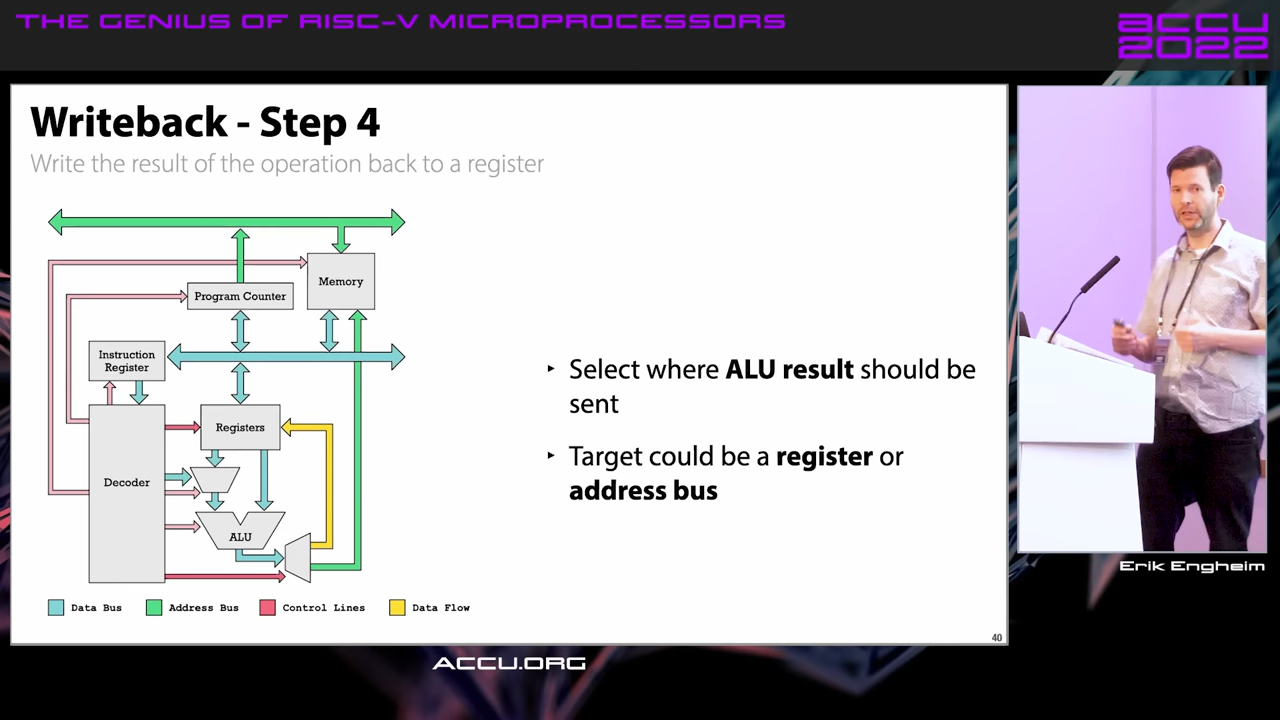 THE GENIUS OF RISC-V MICROPROCESSORS
ACCU
2022
Writeback - Step 4
Write the result of the operation back to a register
Memory
Program Counter
Instruction
Register
Registers
Decoder
ALU
‣ Select where ALU result should be
sent
‣ Target could be a register or
address bus
Data Bus
Address Bus
Control Lines
Data Flow
40
Erik Engheim
ACCU.ORG